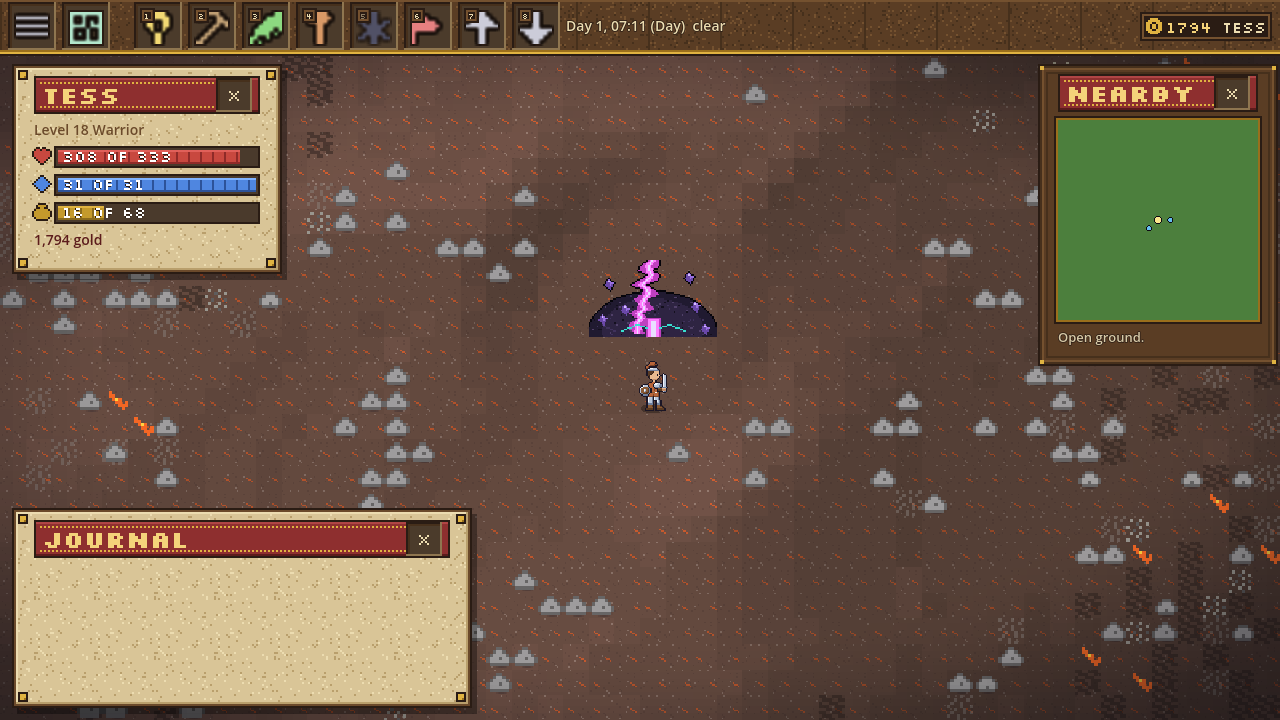 1
2
3
4
5
6
7
8
Day 1, 07:11 (Day)  clear
1794 TESS
TESS
Level 18 Warrior
308 OF 333
31 OF 31
18 OF 68
1,794 gold
NEARBY
Open ground.
JOURNAL